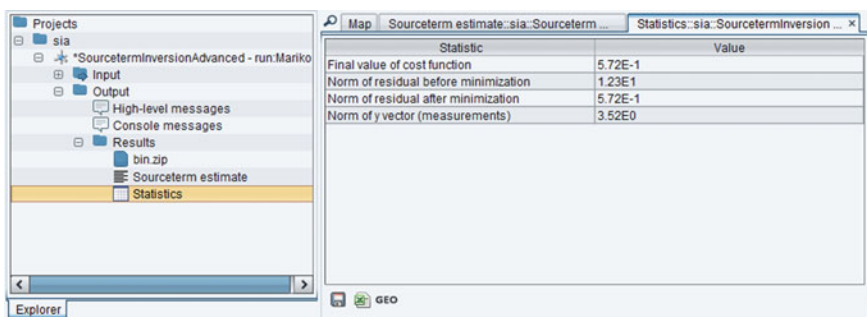 Projects
sia
*SourcetermInversionAdvanced - run:Mariko
Input
Output
High-level messages
Console messages
Results
bin.zip
Sourceterm estimate
Statistics
Explorer
Map
Sourceterm estimate::sia::Sourceterm ...
Statistics::sia::SourcetermInversion ... ×
Statistic Value
Final value of cost function 5.72E-1
Norm of residual before minimization 1.23E1
Norm of residual after minimization 5.72E-1
Norm of y vector (measurements) 3.52E0
GEO